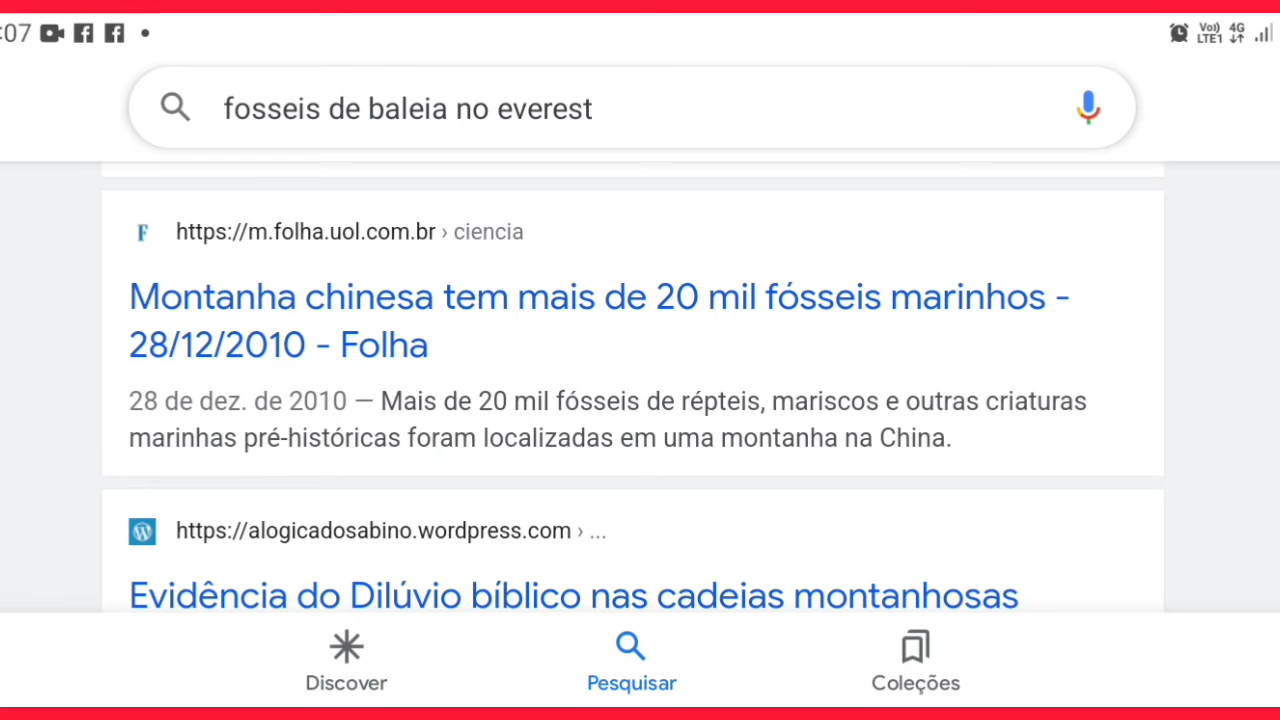 :07
Vo)) 4G
LTE1
fosseis de baleia no everest
F https://m.folha.uol.com.br › ciencia
Montanha chinesa tem mais de 20 mil fósseis marinhos -
28/12/2010 - Folha
28 de dez. de 2010 — Mais de 20 mil fósseis de répteis, mariscos e outras criaturas
marinhas pré-históricas foram localizadas em uma montanha na China.
https://alogicadosabino.wordpress.com › ...
Evidência do Dilúvio bíblico nas cadeias montanhosas
Discover
Pesquisar
Coleções